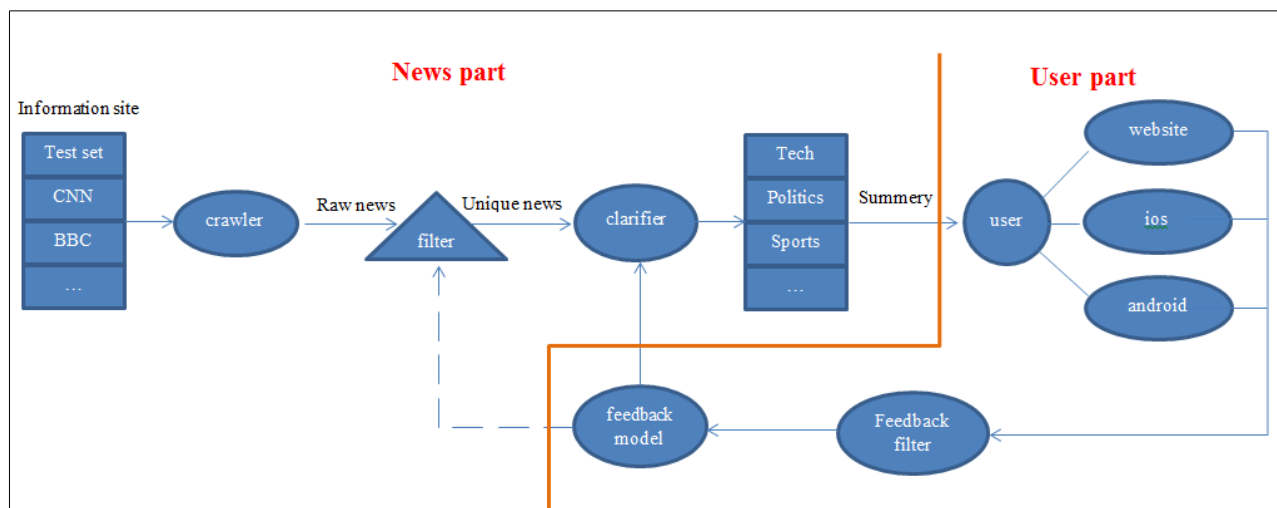 News part
User part
Information site
Test set
CNN
BBC
...
crawler
Raw news
filter
Unique news
clarifier
Tech
Politics
Sports
...
Summery
user
website
ios
android
feedback
model
Feedback
filter